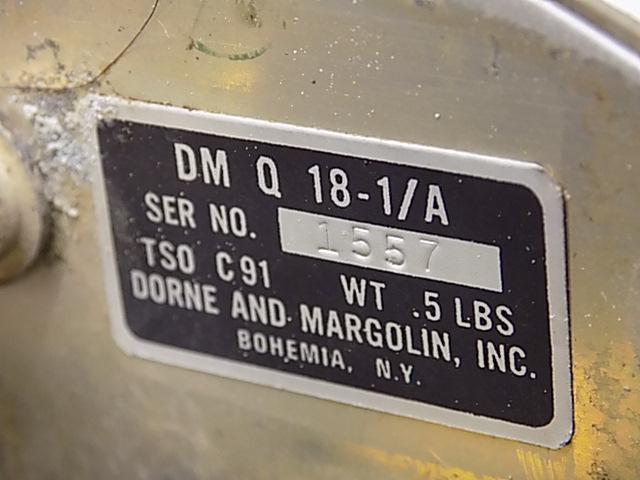 DM Q 18-1/A
SER NO. 1557
TSO C91 WT .5 LBS
DORNE AND MARGOLIN, INC.
BOHEMIA, N.Y.